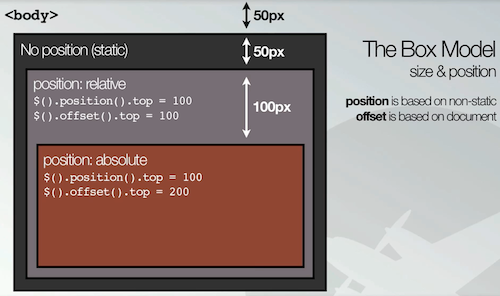 <body>
50px
No position (static)
50px
The Box Model
size & position
position: relative
$().position().top = 100
$().offset().top = 100
100px
position is based on non-static
offset is based on document
position: absolute
$().position().top = 100
$().offset().top = 200